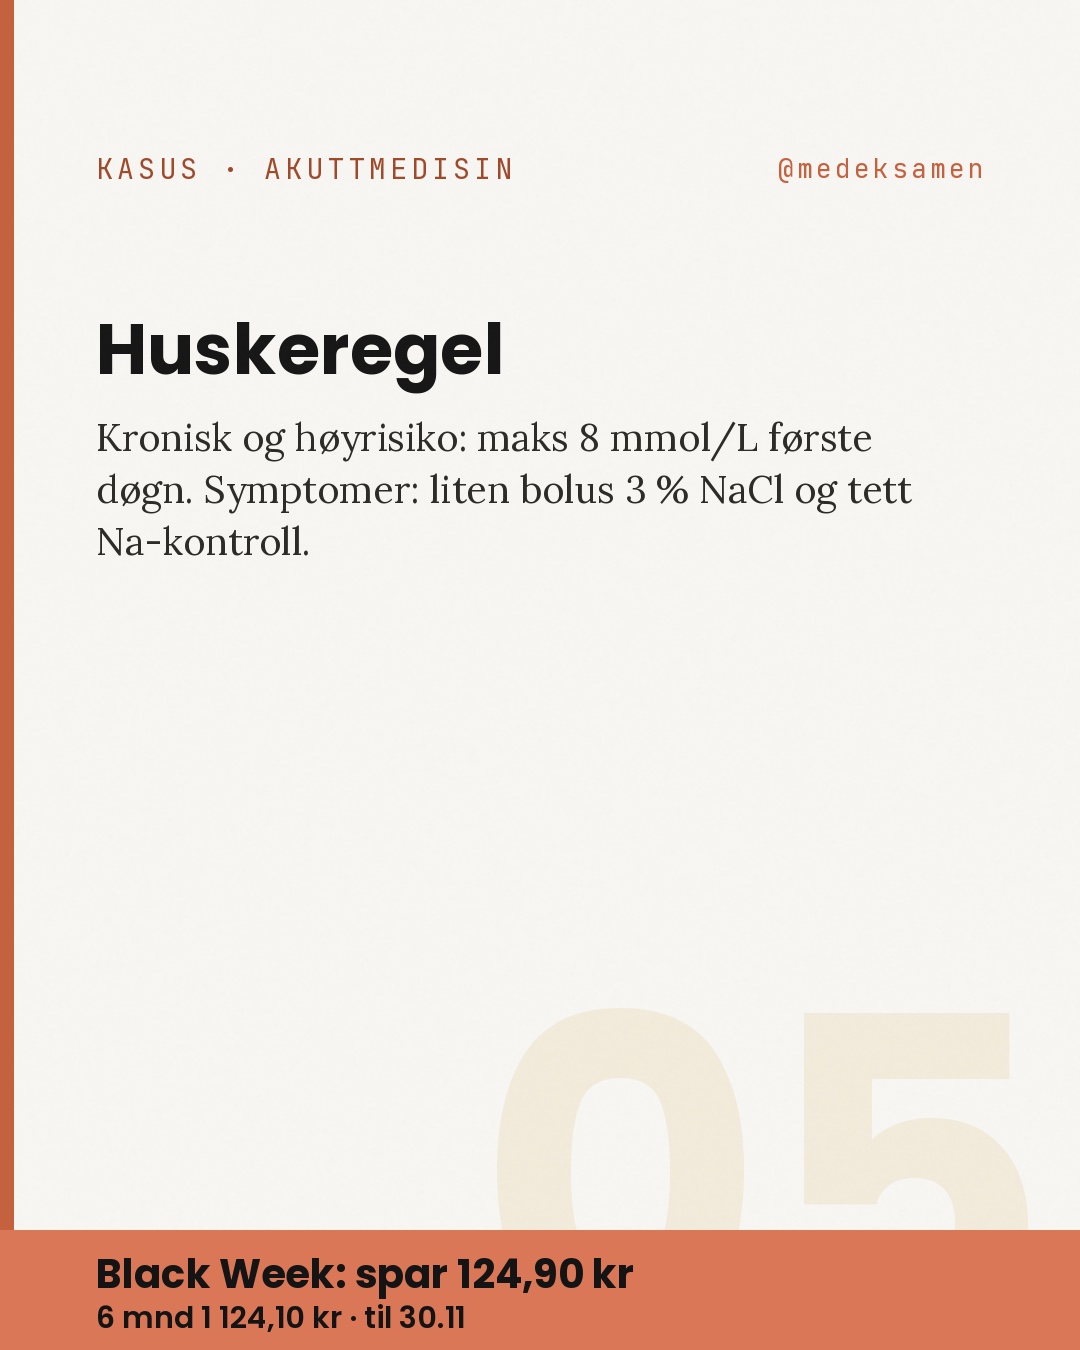 KASUS · AKUTTMEDISIN
@medeksamen
Huskeregel
Kronisk og høyrisiko: maks 8 mmol/L første
døgn. Symptomer: liten bolus 3 % NaCl og tett
Na-kontroll.
05
Black Week: spar 124,90 kr
6 mnd 1 124,10 kr · til 30.11